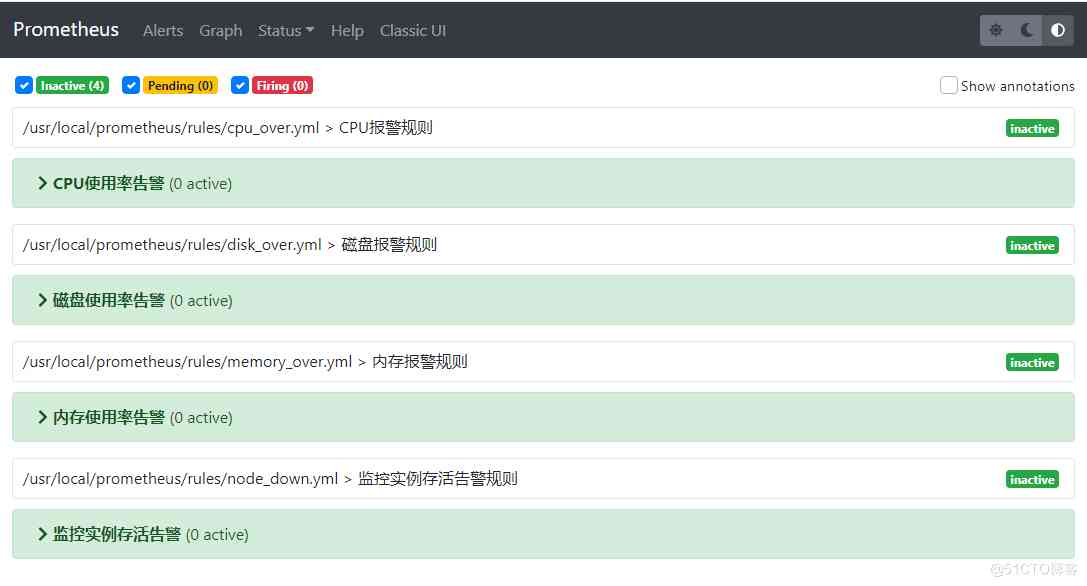 Prometheus Alerts Graph Status Help Classic UI
Inactive (4) Pending (0) Firing (0) Show annotations
/usr/local/prometheus/rules/cpu_over.yml > CPU报警规则 inactive
CPU使用率告警 (0 active)
/usr/local/prometheus/rules/disk_over.yml > 磁盘报警规则 inactive
磁盘使用率告警 (0 active)
/usr/local/prometheus/rules/memory_over.yml > 内存报警规则 inactive
内存使用率告警 (0 active)
/usr/local/prometheus/rules/node_down.yml > 监控实例存活告警规则 inactive
监控实例存活告警 (0 active)
@51CTO博客